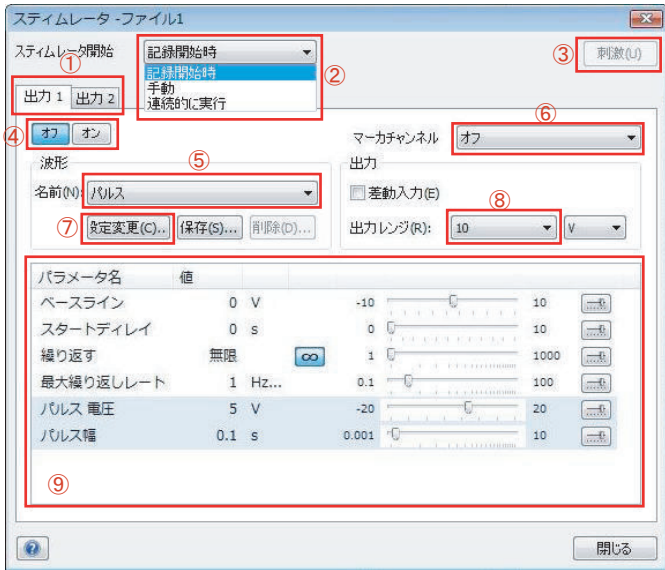 スティムレータ -ファイル1
スティムレータ開始 記録開始時
記録開始時
手動
連続的に実行
① ② ③ 刺激(U)
出力 1 出力 2
④ オフ オン
マーカチャンネル オフ ⑥
波形 ⑤
名前(N): パルス
⑦ 設定変更(C).. 保存(S)... 削除(D)...
出力
差動入力(E)
⑧
出力レンジ(R): 10 V
パラメータ名 値
ベースライン 0 V -10 10
スタートディレイ 0 s 0 10
繰り返す 無限 ∞ 1 1000
最大繰り返しレート 1 Hz... 0.1 100
パルス 電圧 5 V -20 20
パルス幅 0.1 s 0.001 10
⑨
? 閉じる